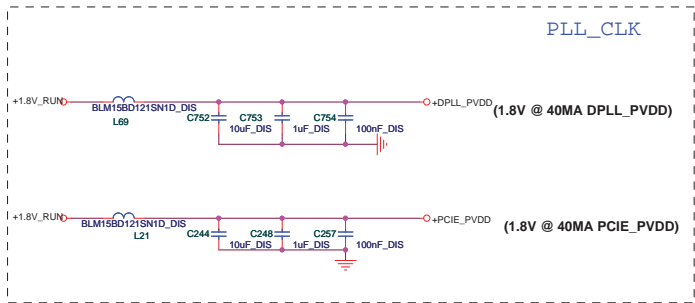 PLL_CLK
+1.8V_RUN
BLM15BD121SN1D_DIS
L69
C752
10uF_DIS
C753
1uF_DIS
C754
100nF_DIS
+DPLL_PVDD
(1.8V @ 40MA DPLL_PVDD)
+1.8V_RUN
BLM15BD121SN1D_DIS
L21
C244
10uF_DIS
C248
1uF_DIS
C257
100nF_DIS
+PCIE_PVDD
(1.8V @ 40MA PCIE_PVDD)